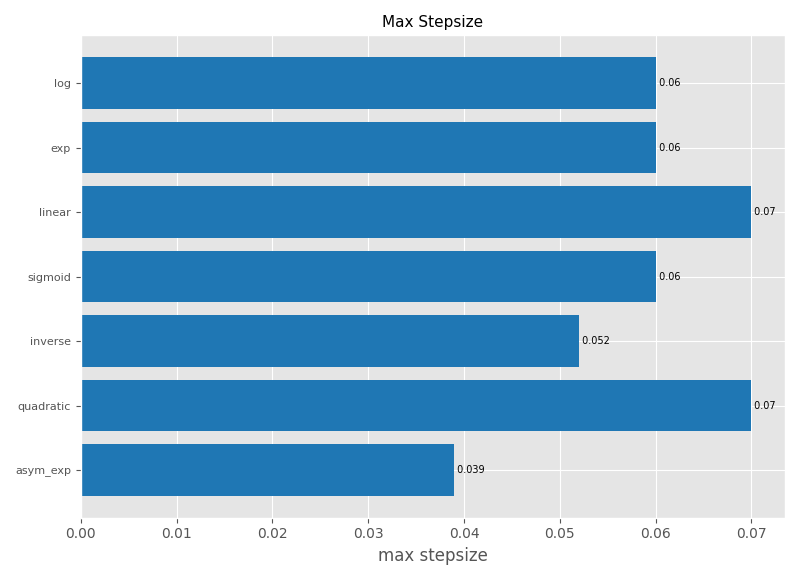 Max Stepsize
log 0.06
exp 0.06
linear 0.07
sigmoid 0.06
inverse 0.052
quadratic 0.07
asym_exp 0.039
0.00 0.01 0.02 0.03 0.04 0.05 0.06 0.07
max stepsize